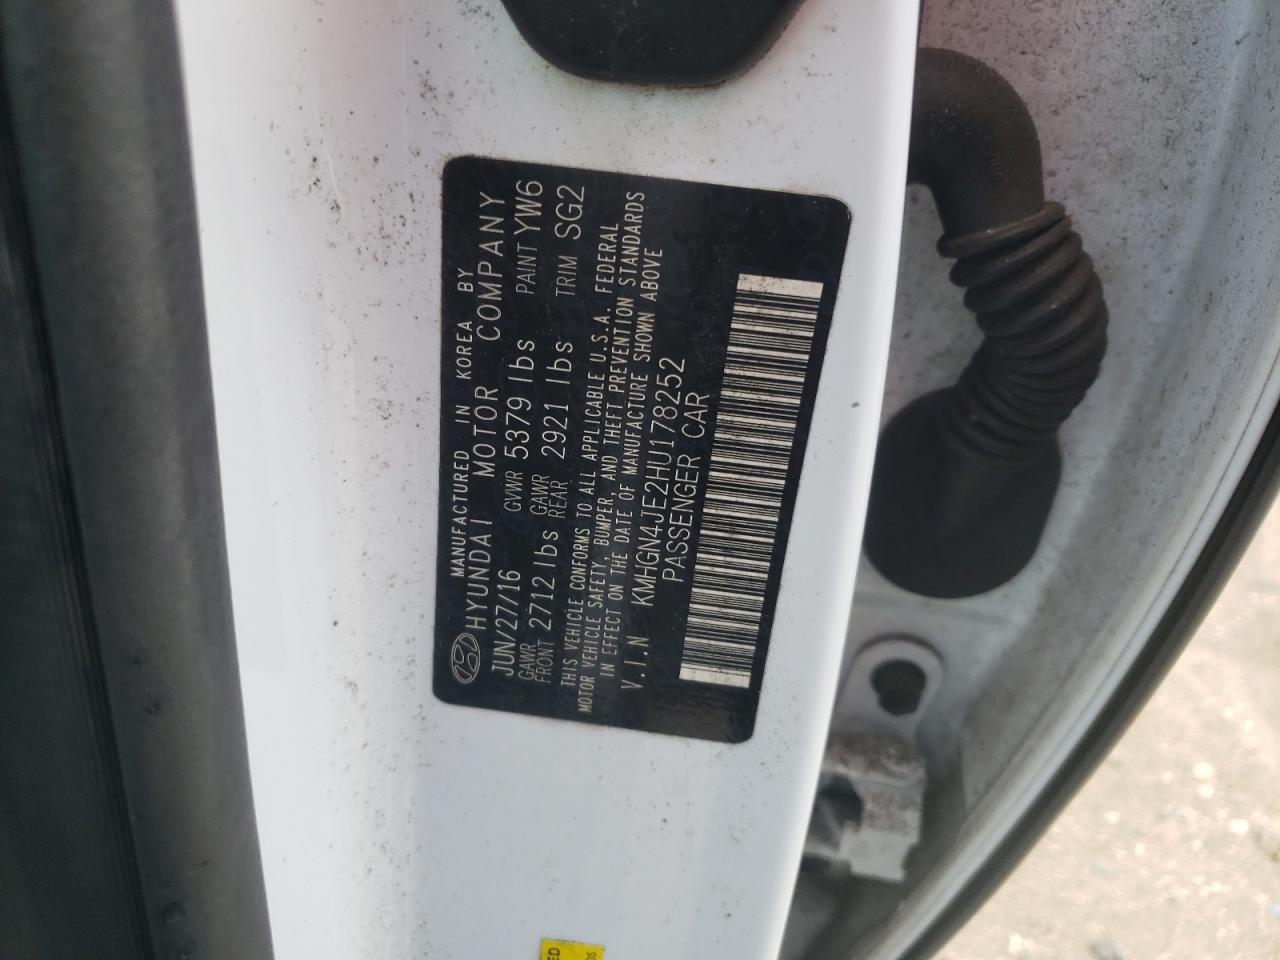 MANUFACTURED IN KOREA BY
HYUNDAI MOTOR COMPANY
JUN/27/16 GVWR 5379 lbs PAINT YW6
GAWR FRONT 2712 lbs GAWR REAR 2921 lbs TRIM SG2
THIS VEHICLE CONFORMS TO ALL APPLICABLE U.S.A. FEDERAL
MOTOR VEHICLE SAFETY, BUMPER, AND THEFT PREVENTION STANDARDS
IN EFFECT ON THE DATE OF MANUFACTURE SHOWN ABOVE
V.I.N KMHGN4JE2HU178252
PASSENGER CAR